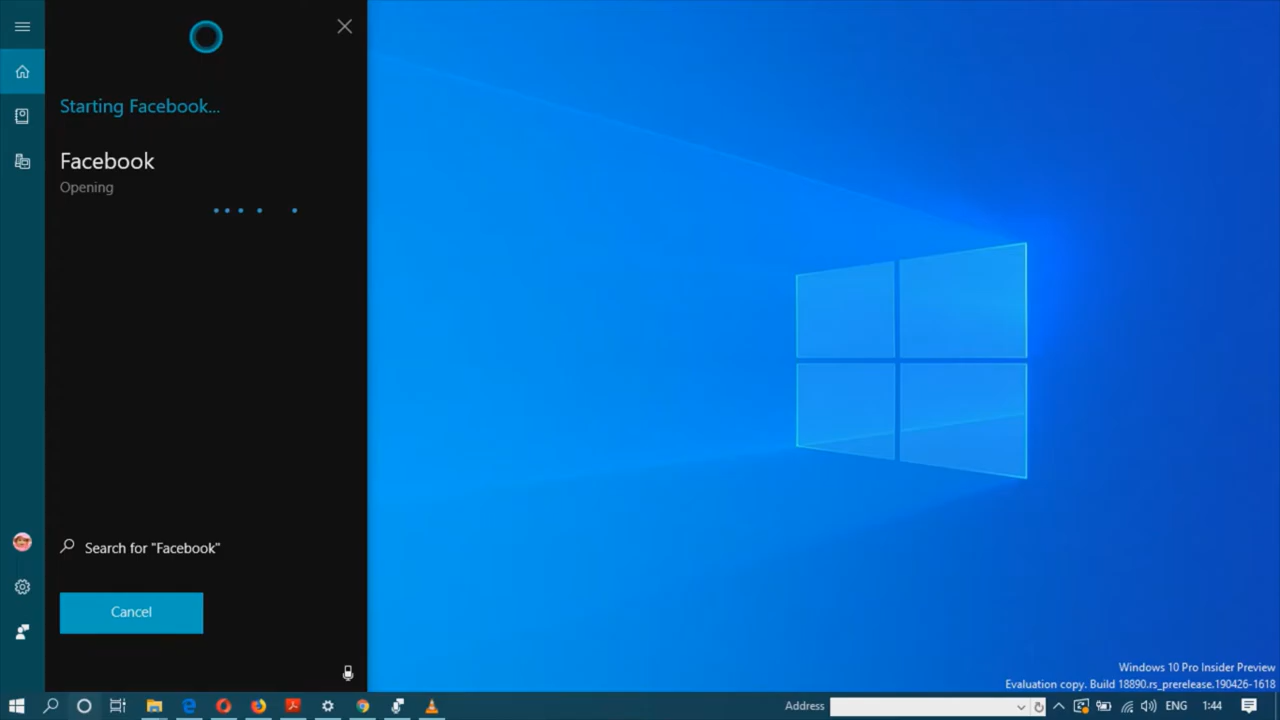 Starting Facebook...
Facebook
Opening
Search for "Facebook"
Cancel
Windows 10 Pro Insider Preview
Evaluation copy. Build 18890.rs_prerelease.190426-1618
Address
ENG
1:44